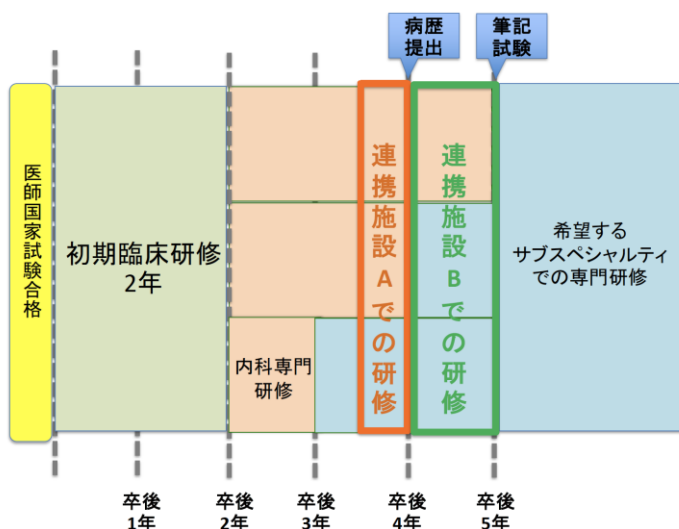 病歴
提出
筆記
試験
医師国家試験合格
初期臨床研修
2年
内科専門
研修
連携施設Aでの研修
連携施設Bでの研修
希望する
サブスペシャルティ
での専門研修
卒後
1年
卒後
2年
卒後
3年
卒後
4年
卒後
5年